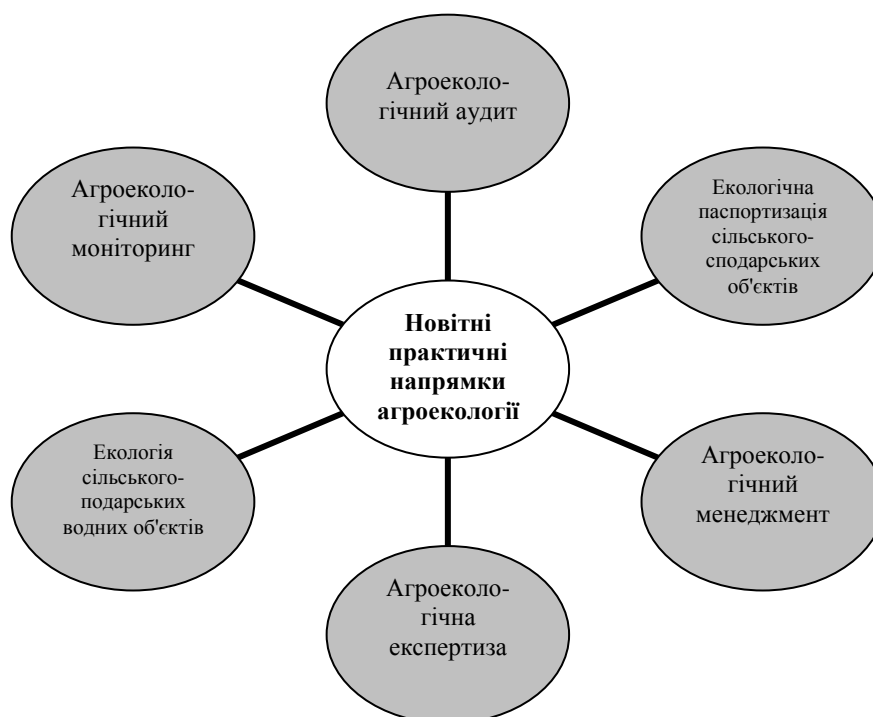 Агроеколо-
гічний аудит
Агроеколо-
гічний
моніторинг
Екологічна
паспортизація
сільського-
сподарських
об'єктів
Новітні
практичні
напрямки
агроекології
Екологія
сільського-
подарських
водних об'єктів
Агроеколо-
гічний
менеджмент
Агроеколо-
гічна
експертиза